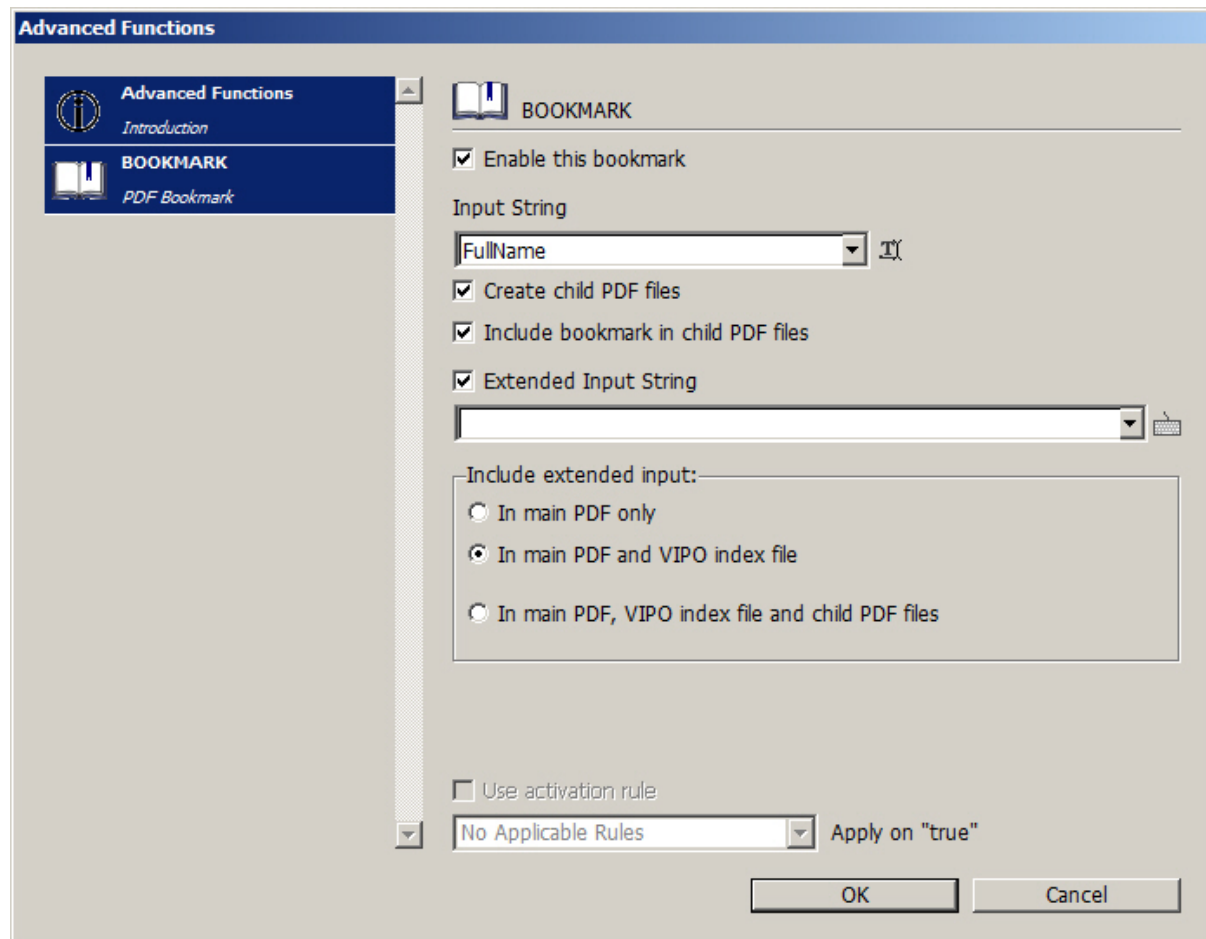 Advanced Functions
Advanced Functions
Introduction
BOOKMARK
PDF Bookmark
BOOKMARK
Enable this bookmark
Input String
FullName
Create child PDF files
Include bookmark in child PDF files
Extended Input String
Include extended input:
In main PDF only
In main PDF and VIPO index file
In main PDF, VIPO index file and child PDF files
Use activation rule
No Applicable Rules Apply on "true"
OK Cancel